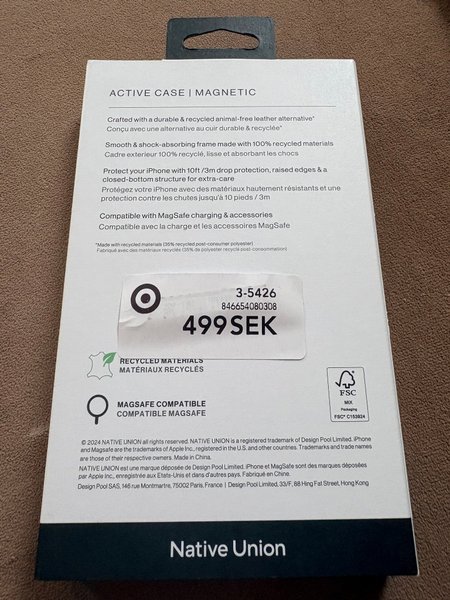 ACTIVE CASE | MAGNETIC
Crafted with a durable & recycled animal-free leather alternative*
Conçu avec une alternative au cuir durable & recyclée*
Smooth & shock-absorbing frame made with 100% recycled materials
Cadre exterieur 100% recyclé, lisse et absorbant les chocs
Protect your iPhone with 10ft /3m drop protection, raised edges & a
closed-bottom structure for extra-care
Protégez votre iPhone avec des matériaux hautement résistants et une
protection contre les chutes jusqu'à 10 pieds / 3m
Compatible with MagSafe charging & accessories
Compatible avec la charge et les accessoires MagSafe
*Made with recycled materials (35% recycled post-consumer polyester)
Fabriqué avec des matières recyclées (35% de polyester recyclé post-consommation)
3-5426
846654080308
499SEK
RECYCLED MATERIALS
MATÉRIAUX RECYCLÉS
MAGSAFE COMPATIBLE
COMPATIBLE MAGSAFE
FSC
MIX
Packaging
FSC® C153924
© 2024 NATIVE UNION all rights reserved. NATIVE UNION is a registered trademark of Design Pool Limited. iPhone
and Magsafe are the trademarks of Apple Inc., registered in the U.S. and other countries. Trademarks and trade names
are those of their respective owners. Made in China.
NATIVE UNION est une marque déposée de Design Pool Limited. iPhone et MagSafe sont des marques déposées
par Apple Inc., enregistrée aux Etats-Unis et dans d'autres pays. Fabriqué en Chine.
Design Pool SAS, 146 rue Montmartre, 75002 Paris, France | Design Pool Limited, 33/F, 88 Hing Fat Street, Hong Kong
Native Union